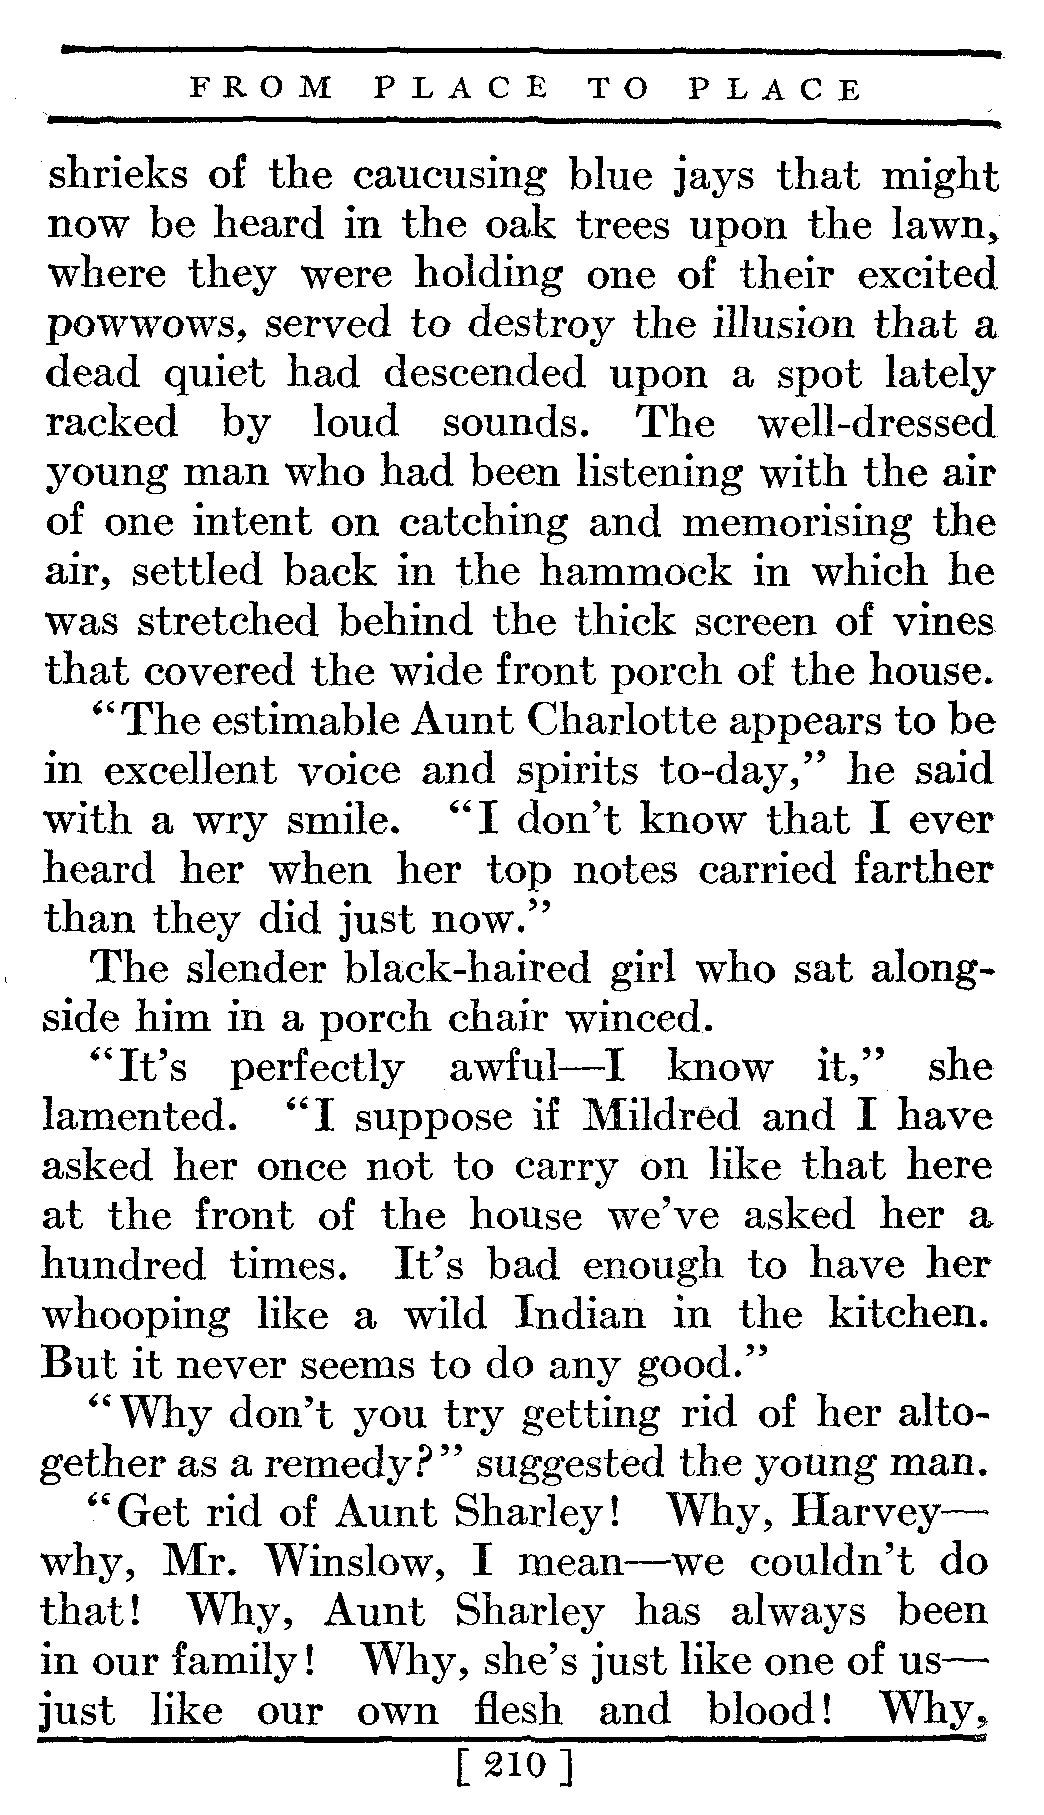 FROM PLACE TO PLACE
shrieks of the caucusing blue jays that might
now be heard in the oak trees upon the lawn,
where they were holding one of their excited
powwows, served to destroy the illusion that a
dead quiet had descended upon a spot lately
racked by loud sounds. The well-dressed
young man who had been listening with the air
of one intent on catching and memorising the
air, settled back in the hammock in which he
was stretched behind the thick screen of vines
that covered the wide front porch of the house.
“The estimable Aunt Charlotte appears to be
in excellent voice and spirits to-day,” he said
with a wry smile. “I don’t know that I ever
heard her when her top notes carried farther
than they did just now.”
The slender black-haired girl who sat along-
side him in a porch chair winced.
“It’s perfectly awful—I know it,” she
lamented. “I suppose if Mildred and I have
asked her once not to carry on like that here
at the front of the house we’ve asked her a
hundred times. It’s bad enough to have her
whooping like a wild Indian in the kitchen.
But it never seems to do any good.”
“Why don’t you try getting rid of her alto-
gether as a remedy?” suggested the young man.
“Get rid of Aunt Sharley! Why, Harvey—
why, Mr. Winslow, I mean—we couldn’t do
that! Why, Aunt Sharley has always been
in our family! Why, she’s just like one of us—
just like our own flesh and blood! Why,
[ 210 ]